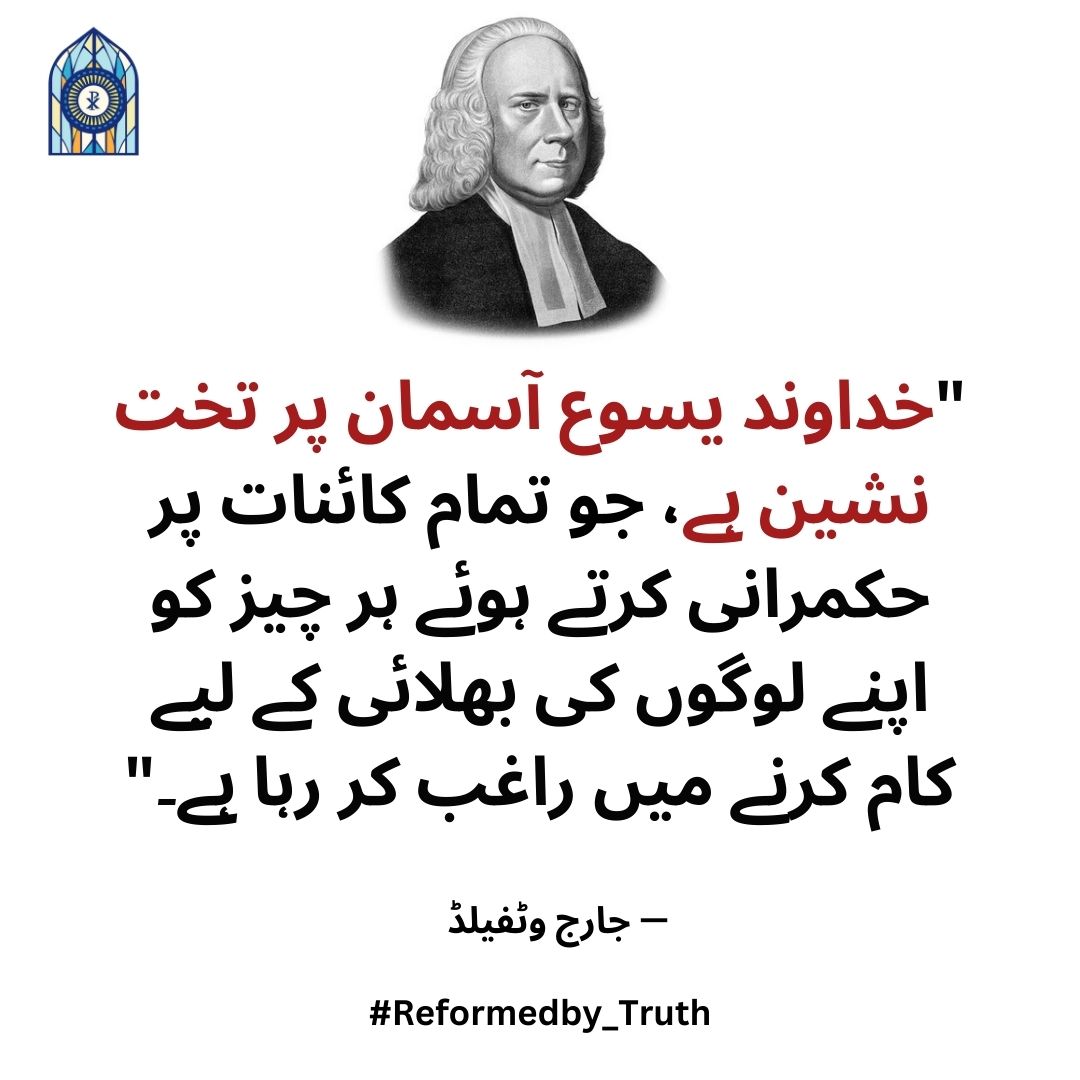 "خداوند یسوع آسمان پر تخت
نشین ہے، جو تمام کائنات پر
حکمرانی کرتے ہوئے ہر چیز کو
اپنے لوگوں کی بھلائی کے لیے
کام کرنے میں راغب کر رہا ہے۔"
— جارج وٹفیلڈ
#Reformedby_Truth